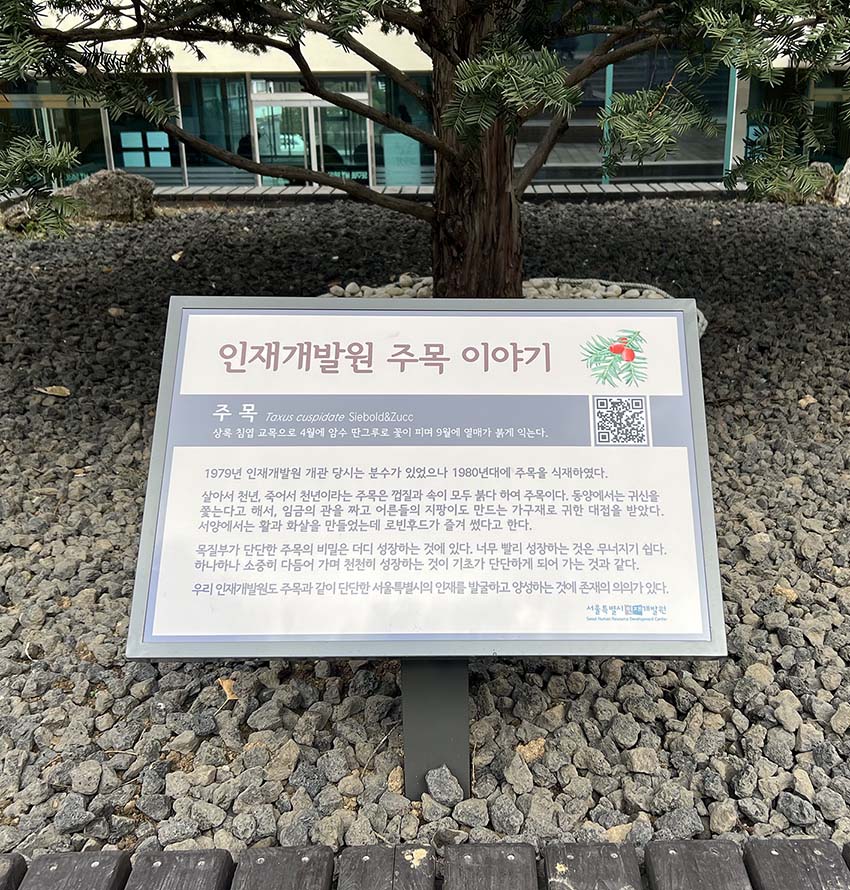 인재개발원 주목 이야기
주 목 Taxus cuspidate Siebold&Zucc
상록 침엽 교목으로 4월에 암수 딴그루로 꽃이 피며 9월에 열매가 붉게 익는다.
1979년 인재개발원 개관 당시는 분수가 있었으나 1980년대에 주목을 식재하였다.
살아서 천년, 죽어서 천년이라는 주목은 껍질과 속이 모두 붉다 하여 주목이다. 동양에서는 귀신을
쫓는다고 해서, 임금의 관을 짜고 어른들의 지팡이도 만드는 가구재로 귀한 대접을 받았다.
서양에서는 활과 화살을 만들었는데 로빈후드가 즐겨 썼다고 한다.
목질부가 단단한 주목의 비밀은 더디 성장하는 것에 있다. 너무 빨리 성장하는 것은 무너지기 쉽다.
하나하나 소중히 다듬어 가며 천천히 성장하는 것이 기초가 단단하게 되어 가는 것과 같다.
우리 인재개발원도 주목과 같이 단단한 서울특별시의 인재를 발굴하고 양성하는 것에 존재의 의의가 있다.
서울특별시인재개발원
Seoul Human Resource Development Center